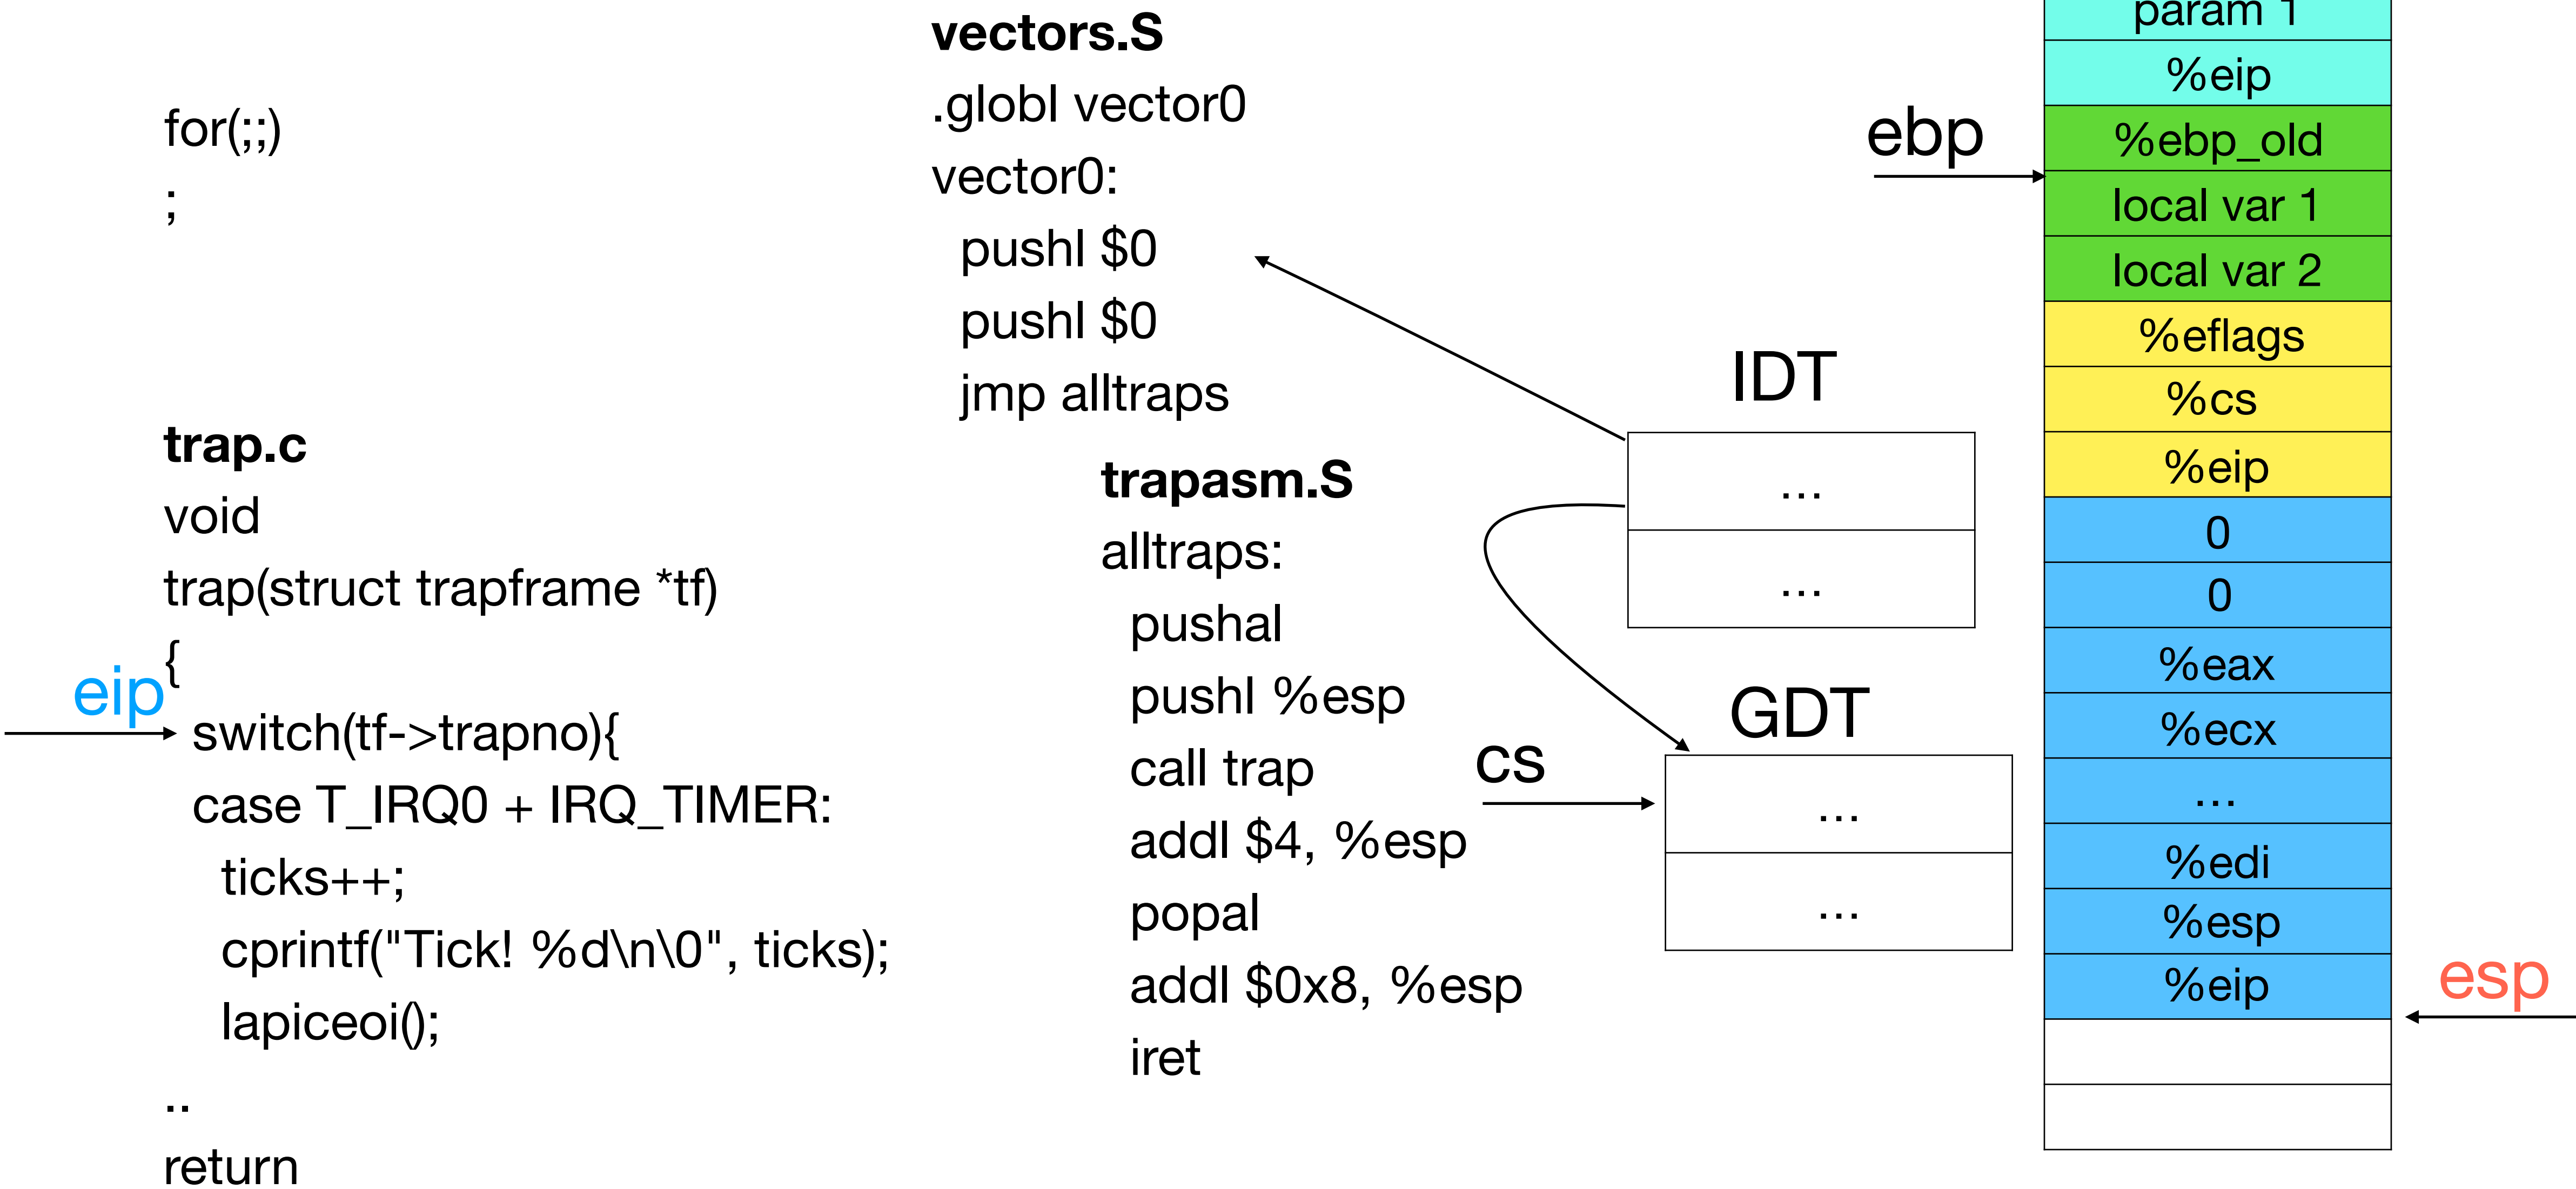 for(;;)
;
trap.c
void
trap(struct trapframe *tf)
{
eip
switch(tf->trapno){
case T_IRQ0 + IRQ_TIMER:
ticks++;
cprintf("Tick! %d\n\0", ticks);
lapiceoi();
..
return
vectors.S
.globl vector0
vector0:
pushl $0
pushl $0
jmp alltraps
trapasm.S
alltraps:
pushal
pushl %esp
call trap
addl $4, %esp
popal
addl $0x8, %esp
iret
IDT
...
...
GDT
cs
...
...
ebp
param 1
%eip
%ebp_old
local var 1
local var 2
%eflags
%cs
%eip
0
0
%eax
%ecx
...
%edi
%esp
%eip
esp